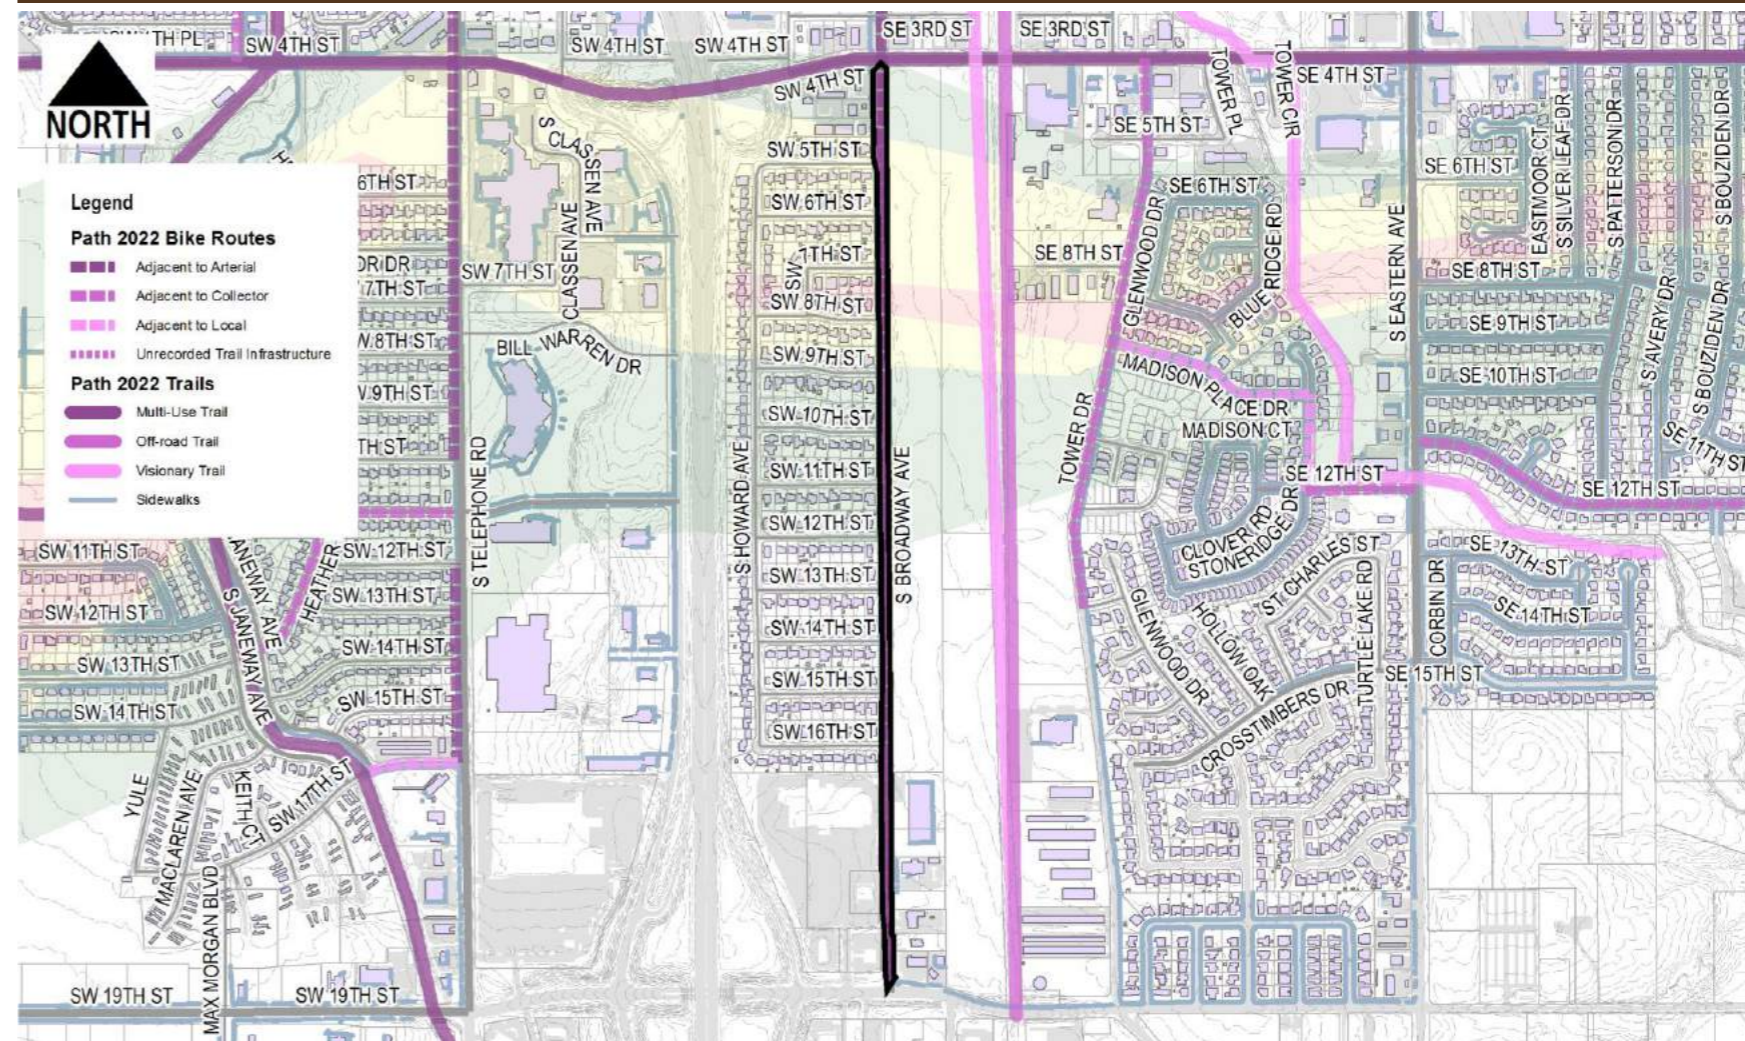 SW 4TH ST
SW 4TH ST
SW 4TH ST
SE 3RD ST
SE 3RD ST
NORTH
SW 4TH ST
TOWER PL
TOWER CIR
SE 4TH ST
SE 5TH ST
S CLASSEN AVE
SW 5TH ST
6TH ST
SE 6TH ST
SE 6TH ST
EASTMOOR CT
S SILVERLEAF DR
S PATTERSON DR
S BOUZIDEN DR
Legend
Path 2022 Bike Routes
Adjacent to Arterial
Adjacent to Collector
Adjacent to Local
Unrecorded Trail Infrastructure
Path 2022 Trails
Multi-Use Trail
Off-road Trail
Visionary Trail
Sidewalks
SW 6TH ST
CLASSEN AVE
GLENWOOD DR
BLUE RIDGE RD
S EASTERN AVE
7TH ST
SW 7TH ST
SE 8TH ST
SE 8TH ST
SW 8TH ST
SE 9TH ST
S AVERY DR
S BOUZIDEN DR
BILL WARREN DR
SW 9TH ST
MADISON PLACE DR
SE 10TH ST
SW 10TH ST
MADISON CT
TOWER DR
SE 11TH ST
S TELEPHONE RD
S HOWARD AVE
SW 11TH ST
S BROADWAY AVE
SE 12TH ST
SE 12TH ST
SW 12TH ST
CLOVER RD
STONERIDGE DR
SW 11TH ST
SW 12TH ST
HEATHER
SW 13TH ST
ST CHARLES ST
SE 13TH ST
SW 12TH ST
SW 13TH ST
S JANEWAY AVE
GLENWOOD DR
HOLLOW OAK
TURTLE LAKE RD
CORBIN DR
SE 14TH ST
SW 14TH ST
SW 14TH ST
SW 13TH ST
SW 15TH ST
SE 15TH ST
SW 15TH ST
SW 14TH ST
CROSSTIMBERS DR
SW 16TH ST
YULE
MACLAREN AVE
KEITH CT
SW 17TH ST
MAX MORGAN BLVD
SW 19TH ST
SW 19TH ST